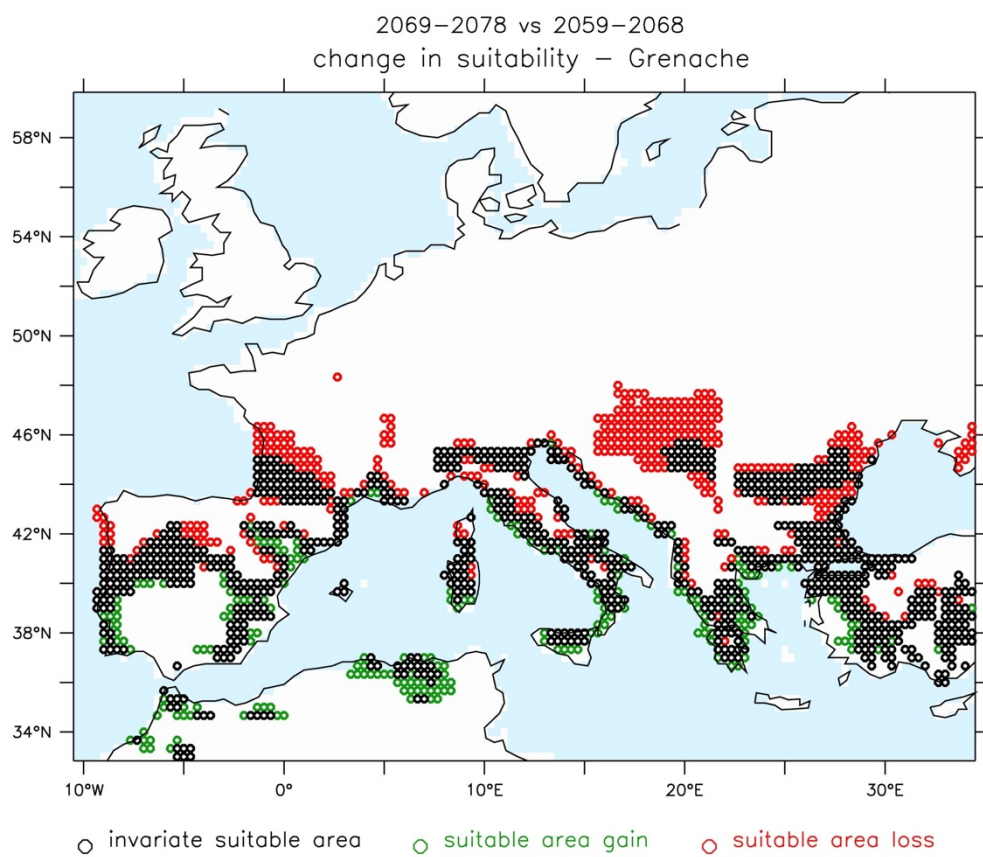 2069–2078 vs 2059–2068
change in suitability – Grenache
58°N
54°N
50°N
46°N
42°N
38°N
34°N
10°W 0° 10°E 20°E 30°E
invariate suitable area suitable area gain suitable area loss